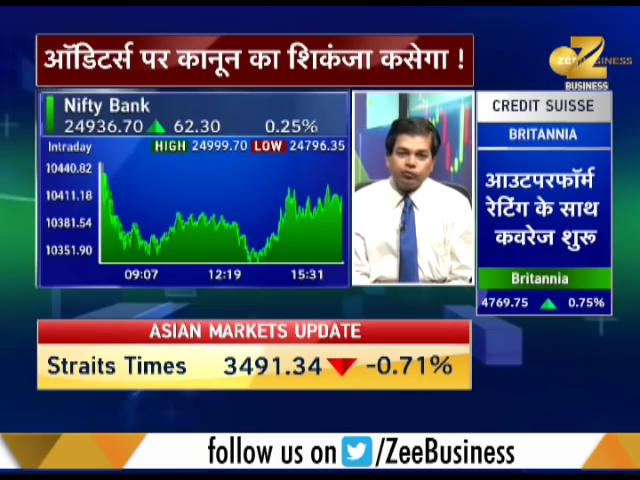 ऑडिटर्स पर कानून का शिकंजा कसेगा !
ZEE BUSINESS
BUSINESS
Nifty Bank
24936.70 62.30 0.25%
Intraday HIGH 24999.70 LOW 24796.35
10440.82
10411.18
10381.54
10351.90
09:07 12:19 15:31
CREDIT SUISSE
BRITANNIA
आउटपरफॉर्म
रेटिंग के साथ
कवरेज शुरू
Britannia
4769.75 0.75%
ASIAN MARKETS UPDATE
Straits Times 3491.34 -0.71%
follow us on /ZeeBusiness